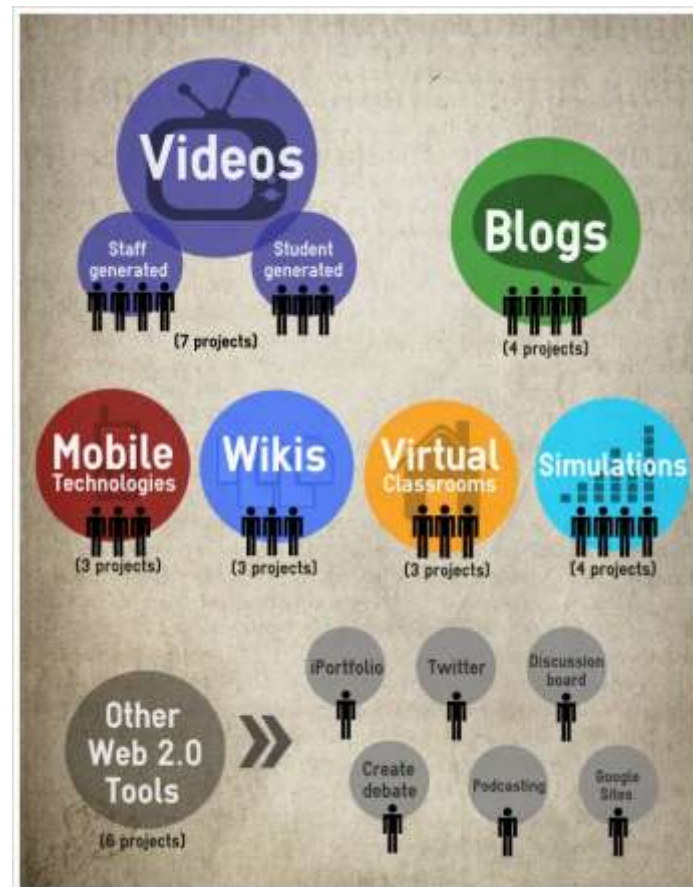 Videos
Staff
generated
Student
generated
(7 projects)
Blogs
(4 projects)
Mobile
Technologies
(3 projects)
Wikis
(3 projects)
Virtual
Classrooms
(3 projects)
Simulations
(4 projects)
Other
Web 2.0
Tools
(6 projects)
iPortfolio
Twitter
Discussion
board
Create
debate
Podcasting
Google
Sites